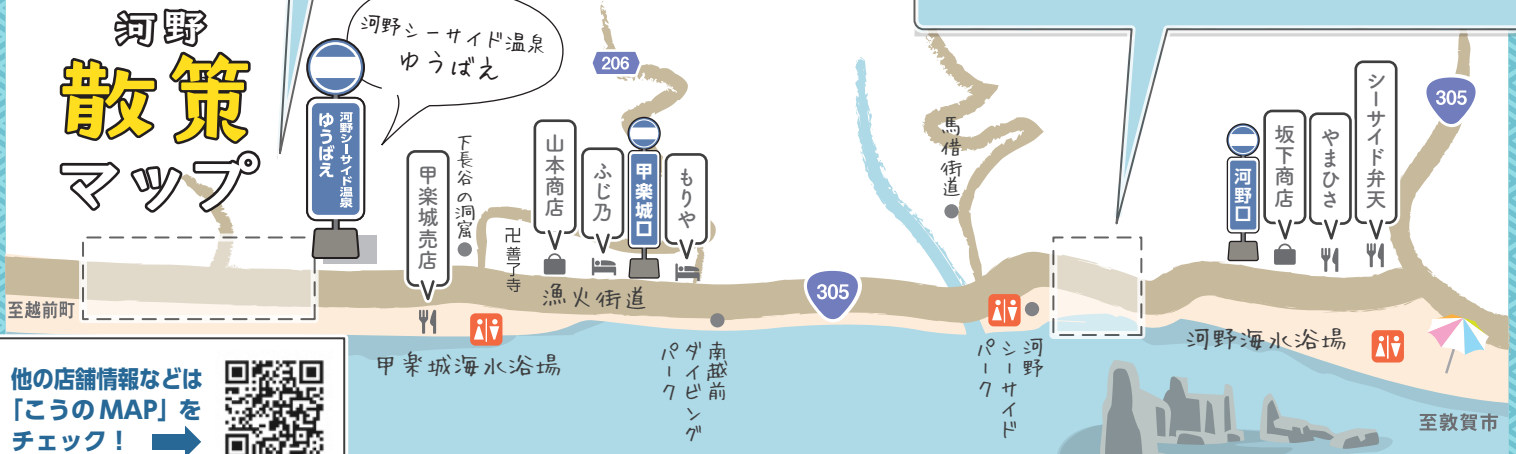 河野
散策
マップ
河野シーサイド温泉
ゆうばえ
河野シーサイド温泉
ゆうばえ
甲楽城売店
下長谷の洞窟
卍善了寺
山本商店
ふじ乃
甲楽城口
もりや
206
漁火街道
305
馬借街道
河野口
坂下商店
やまひさ
シーサイド弁天
305
至越前町
甲楽城海水浴場
南越前
ダイビング
パーク
河野
シーサイド
パーク
河野海水浴場
至敦賀市
他の店舗情報などは
「こうのMAP」を
チェック！